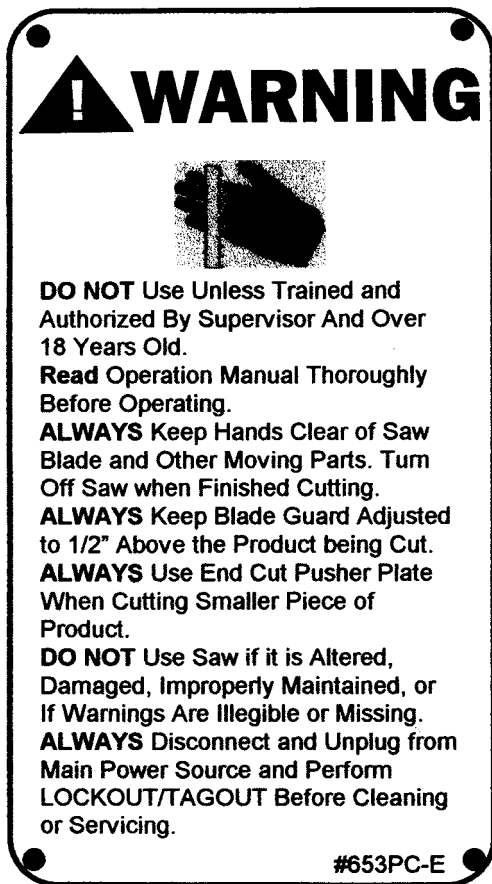 ! WARNING
DO NOT Use Unless Trained and
Authorized By Supervisor And Over
18 Years Old.
Read Operation Manual Thoroughly
Before Operating.
ALWAYS Keep Hands Clear of Saw
Blade and Other Moving Parts. Turn
Off Saw when Finished Cutting.
ALWAYS Keep Blade Guard Adjusted
to 1/2" Above the Product being Cut.
ALWAYS Use End Cut Pusher Plate
When Cutting Smaller Piece of
Product.
DO NOT Use Saw if it is Altered,
Damaged, Improperly Maintained, or
If Warnings Are Illegible or Missing.
ALWAYS Disconnect and Unplug from
Main Power Source and Perform
LOCKOUT/TAGOUT Before Cleaning
or Servicing.
#653PC-E